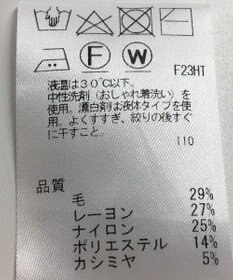 F W
F23HT
液温は30℃以下。
中性洗剤(おしゃれ着洗い)を
使用。漂白剤は液体タイプを使
用。よくすすぎ、絞りの後すぐ
に干すこと。
110
品質
毛 29%
レーヨン 27%
ナイロン 25%
ポリエステル 14%
カシミヤ 5%